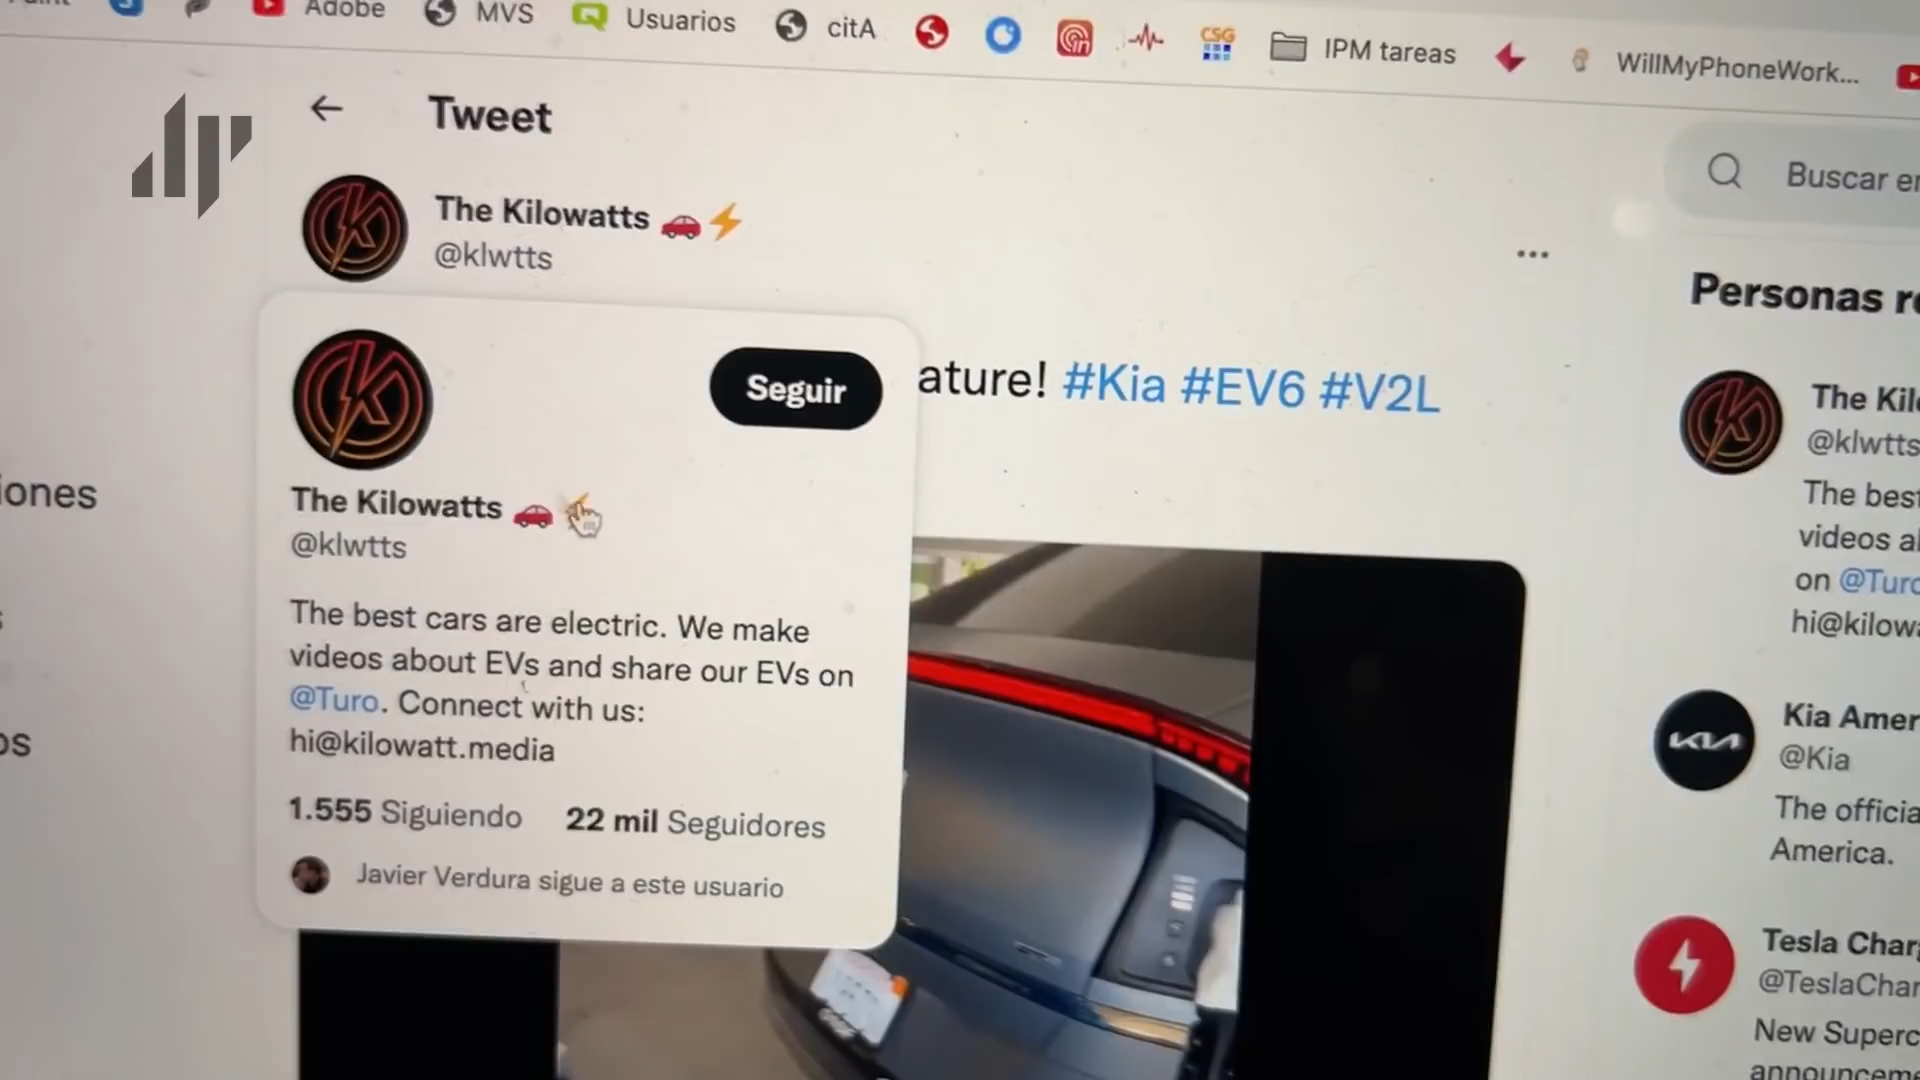 Adobe
MVS
Usuarios
citA
CSG
IPM tareas
WillMyPhoneWork...
Tweet
Buscar en
The Kilowatts
@klwtts
Personas
Seguir
ature! #Kia #EV6 #V2L
The Kilowatts
@klwtts
The best cars are electric. We make
videos about EVs and share our EVs on
@Turo. Connect with us:
hi@kilowatt.media
1.555 Siguiendo 22 mil Seguidores
Javier Verdura sigue a este usuario
iones
os
The Kil
@klwtts
The best
videos a
on @Turo
hi@kilow
KIA
Kia Amer
@Kia
The officia
America.
Tesla Char
@TeslaChar
New Superc
announceme